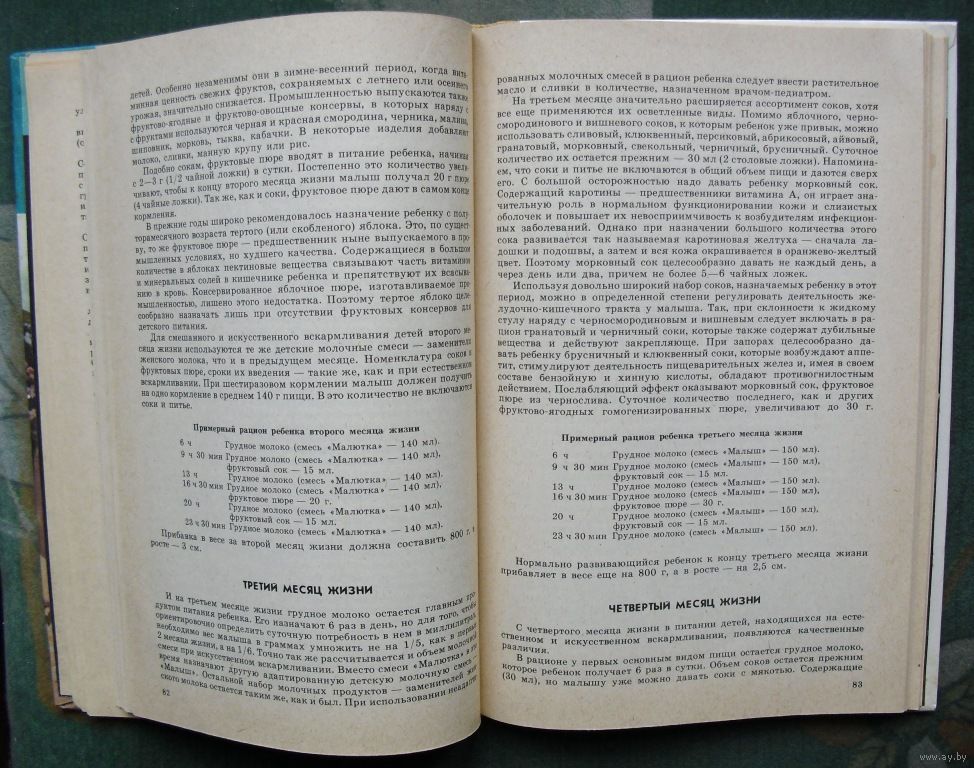 детей. Особенно незаменимы они в зимне-весенний период, когда вита-
минная ценность свежих фруктов, сохраняемых с летнего или осеннего
урожая, значительно снижается. Промышленностью выпускаются также
фруктово-ягодные и фруктово-овощные консервы, в которых наряду с
фруктами используются черная и красная смородина, черника, малина,
шиповник, морковь, тыква, кабачки. В некоторые изделия добавляют
молоко, сливки, манную крупу или рис.
Подобно сокам, фруктовые пюре вводят в питание ребенка, начиная
с 2—3 г (1/2 чайной ложки) в сутки. Постепенно это количество увели-
чивают, чтобы к концу второго месяца жизни малыш получал 20 г пюре
(4 чайные ложки). Так же, как и соки, фруктовое пюре дают в самом конце
кормления.
В прежние годы широко рекомендовалось назначение ребенку с полу-
торамесячного возраста тертого (или скобленого) яблока. Это, по сущест-
ву, то же фруктовое пюре — предшественник ныне выпускаемого в про-
мышленных условиях, но худшего качества. Содержащиеся в большом
количестве в яблоках пектиновые вещества связывают часть витаминов
и минеральных солей в кишечнике ребенка и препятствуют их всасыва-
нию в кровь. Консервированное яблочное пюре, изготавливаемое про-
мышленностью, лишено этого недостатка. Поэтому тертое яблоко целе-
сообразно назначать лишь при отсутствии фруктовых консервов для
детского питания.
Для смешанного и искусственного вскармливания детей второго ме-
сяца жизни используются те же детские молочные смеси — заменители
женского молока, что и в предыдущем месяце. Номенклатура соков и
фруктовых пюре, сроки их введения — такие же, как и при естественном
вскармливании. При шестиразовом кормлении малыш должен получить
на одно кормление в среднем 140 г пищи. В это количество не включаются
соки и питье.
Примерный рацион ребенка второго месяца жизни
6 ч Грудное молоко (смесь «Малютка» — 140 мл).
9 ч 30 мин Грудное молоко (смесь «Малютка» — 140 мл),
фруктовый сок — 15 мл.
13 ч Грудное молоко (смесь «Малютка» — 140 мл).
16 ч 30 мин Грудное молоко (смесь «Малютка» — 140 мл),
фруктовое пюре — 20 г.
20 ч Грудное молоко (смесь «Малютка» — 140 мл),
фруктовый сок — 15 мл.
23 ч 30 мин Грудное молоко (смесь «Малютка» — 140 мл).
Прибавка в весе за второй месяц жизни должна составить 800 г, в
росте — 3 см.
ТРЕТИЙ МЕСЯЦ ЖИЗНИ
И на третьем месяце жизни грудное молоко остается главным про-
дуктом питания ребенка. Его назначают 6 раз в день, но для того, чтобы
ориентировочно определить суточную потребность в нем в миллилитрах,
необходимо вес малыша в граммах умножить не на 1/5, как в первые
2 месяца жизни, а на 1/6. Точно так же рассчитывается и объем молочной
смеси при искусственном вскармливании. Вместо смеси «Малютка» в это
время назначают другую адаптированную детскую молочную смесь —
«Малыш». Остальной набор молочных продуктов — заменителей жен-
ского молока остается таким же, как и был. При использовании неадапти-
82
рованных молочных смесей в рацион ребенка следует ввести растительное
масло и сливки в количестве, назначенном врачом-педиатром.
На третьем месяце значительно расширяется ассортимент соков, хотя
все еще применяются их осветленные виды. Помимо яблочного, черно-
смородинового и вишневого соков, к которым ребенок уже привык, можно
использовать сливовый, клюквенный, персиковый, абрикосовый, айвовый,
гранатовый, морковный, свекольный, черничный, брусничный. Суточное
количество их остается прежним — 30 мл (2 столовые ложки). Напомина-
ем, что соки и питье не включаются в общий объем пищи и даются сверх
его. С большой осторожностью надо давать ребенку морковный сок.
Содержащий каротины — предшественники витамина А, он играет зна-
чительную роль в нормальном функционировании кожи и слизистых
оболочек и повышает их невосприимчивость к возбудителям инфекцион-
ных заболеваний. Однако при назначении большого количества этого
сока развивается так называемая каротиновая желтуха — сначала ла-
дошки и подошвы, а затем и вся кожа окрашивается в оранжево-желтый
цвет. Поэтому морковный сок целесообразно давать не каждый день, а
через день или два, причем не более 5—6 чайных ложек.
Используя довольно широкий набор соков, назначаемых ребенку в этот
период, можно в определенной степени регулировать деятельность же-
лудочно-кишечного тракта у малыша. Так, при склонности к жидкому
стулу наряду с черносмородиновым и вишневым следует включать в ра-
цион гранатовый и черничный соки, которые также содержат дубильные
вещества и действуют закрепляюще. При запорах целесообразно да-
вать ребенку брусничный и клюквенный соки, которые возбуждают аппе-
тит, стимулируют деятельность пищеварительных желез и, имея в своем
составе бензойную и хинную кислоты, обладают противогнилостным
действием. Послабляющий эффект оказывают морковный сок, фруктовое
пюре из чернослива. Суточное количество последнего, как и других
фруктово-ягодных гомогенизированных пюре, увеличивают до 30 г.
Примерный рацион ребенка третьего месяца жизни
6 ч Грудное молоко (смесь «Малыш» — 150 мл).
9 ч 30 мин Грудное молоко (смесь «Малыш» — 150 мл),
фруктовый сок — 15 мл.
13 ч Грудное молоко (смесь «Малыш» — 150 мл).
16 ч 30 мин Грудное молоко (смесь «Малыш» — 150 мл),
фруктовое пюре — 30 г.
20 ч Грудное молоко (смесь «Малыш» — 150 мл),
фруктовый сок — 15 мл.
23 ч 30 мин Грудное молоко (смесь «Малыш» — 150 мл).
Нормально развивающийся ребенок к концу третьего месяца жизни
прибавляет в весе еще на 800 г, а в росте — на 2,5 см.
ЧЕТВЕРТЫЙ МЕСЯЦ ЖИЗНИ
С четвертого месяца жизни в питании детей, находящихся на есте-
ственном и искусственном вскармливании, появляются качественные
различия.
В рационе у первых основным видом пищи остается грудное молоко,
которое ребенок получает 6 раз в сутки. Объем соков остается прежним
(30 мл), но малышу уже можно давать соки с мякотью. Содержащие
83
www.ay.by